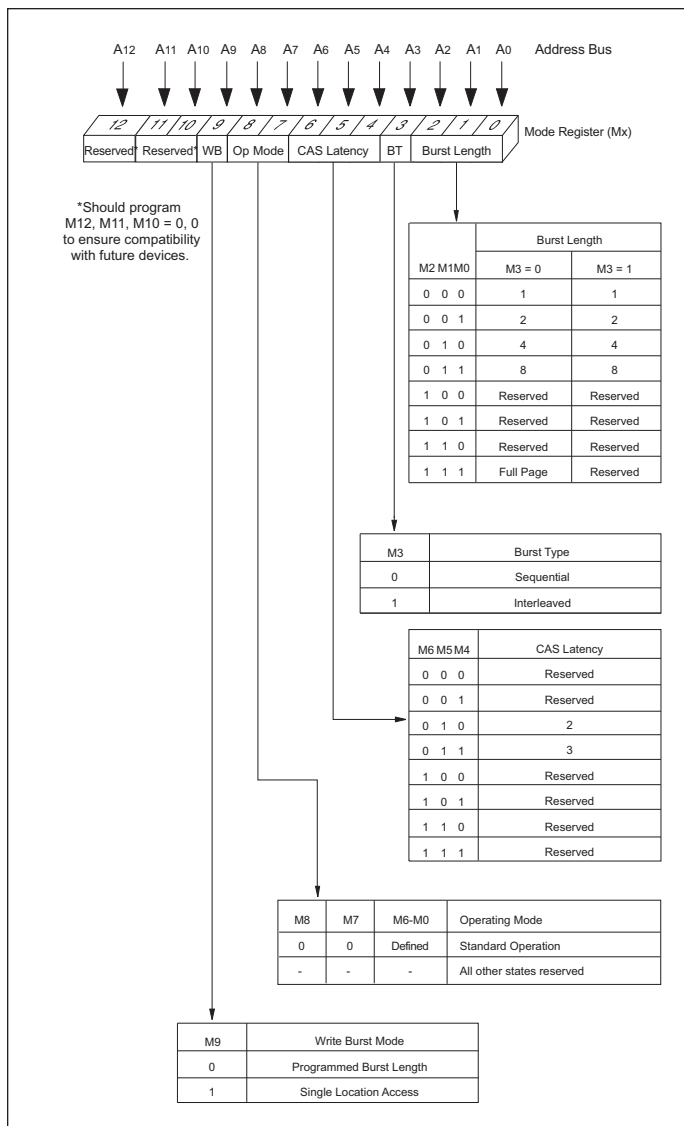 A12 A11 A10 A9 A8 A7 A6 A5 A4 A3 A2 A1 A0 Address Bus
12 11 10 9 8 7 6 5 4 3 2 1 0 Mode Register (Mx)
Reserved* Reserved* WB Op Mode CAS Latency BT Burst Length
*Should program
M12, M11, M10 = 0, 0
to ensure compatibility
with future devices.
Burst Length
M2 M1M0 M3 = 0 M3 = 1
0 0 0 1 1
0 0 1 2 2
0 1 0 4 4
0 1 1 8 8
1 0 0 Reserved Reserved
1 0 1 Reserved Reserved
1 1 0 Reserved Reserved
1 1 1 Full Page Reserved
M3 Burst Type
0 Sequential
1 Interleaved
M6 M5 M4 CAS Latency
0 0 0 Reserved
0 0 1 Reserved
0 1 0 2
0 1 1 3
1 0 0 Reserved
1 0 1 Reserved
1 1 0 Reserved
1 1 1 Reserved
M8 M7 M6-M0 Operating Mode
0 0 Defined Standard Operation
- - - All other states reserved
M9 Write Burst Mode
0 Programmed Burst Length
1 Single Location Access